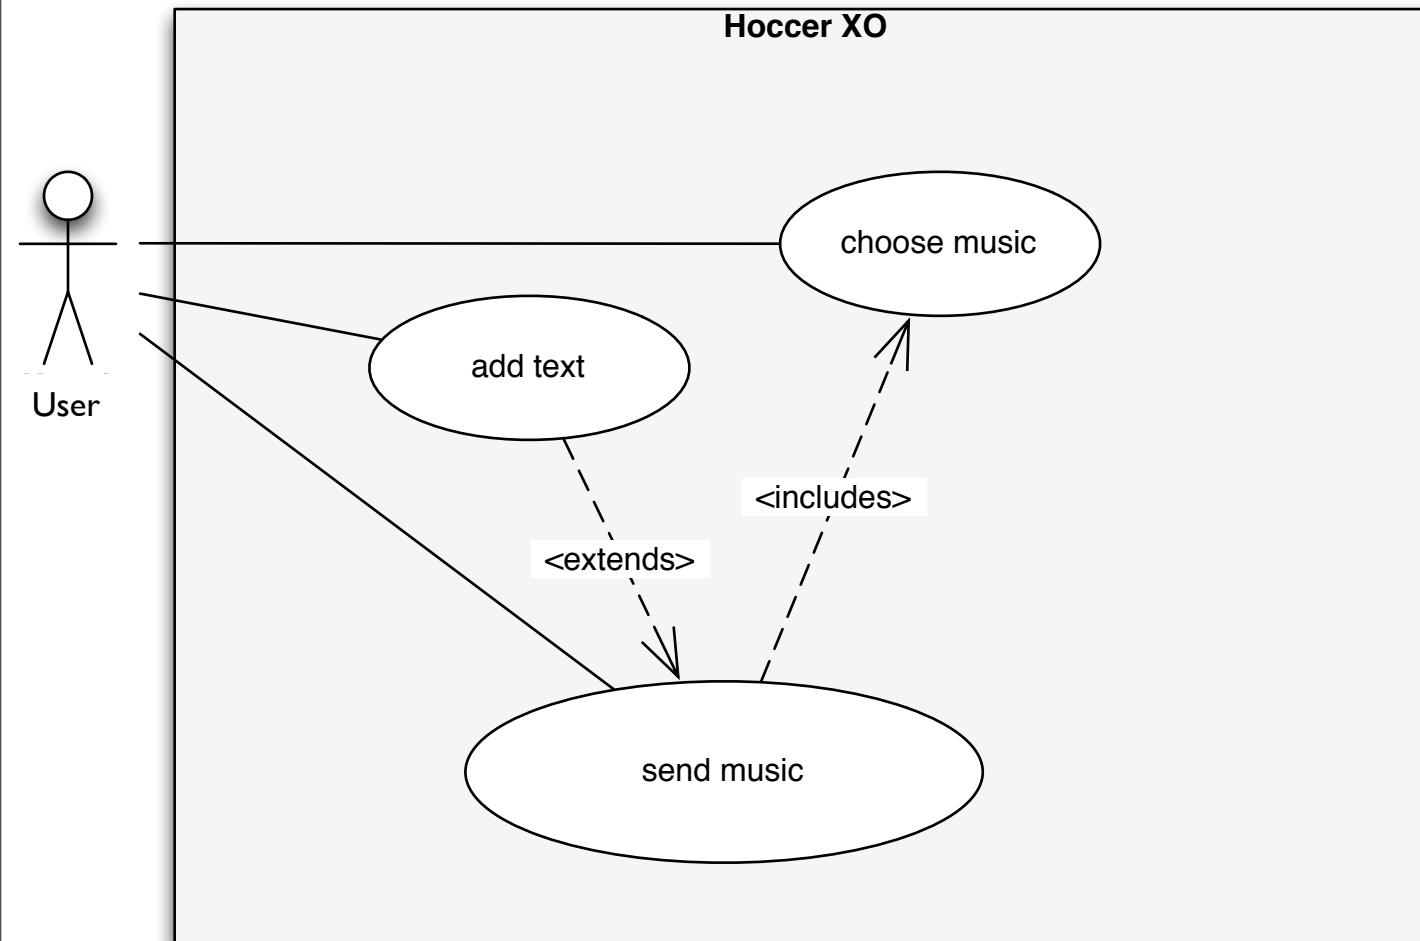 Hoccer XO
choose music
add text
User
<includes>
<extends>
send music